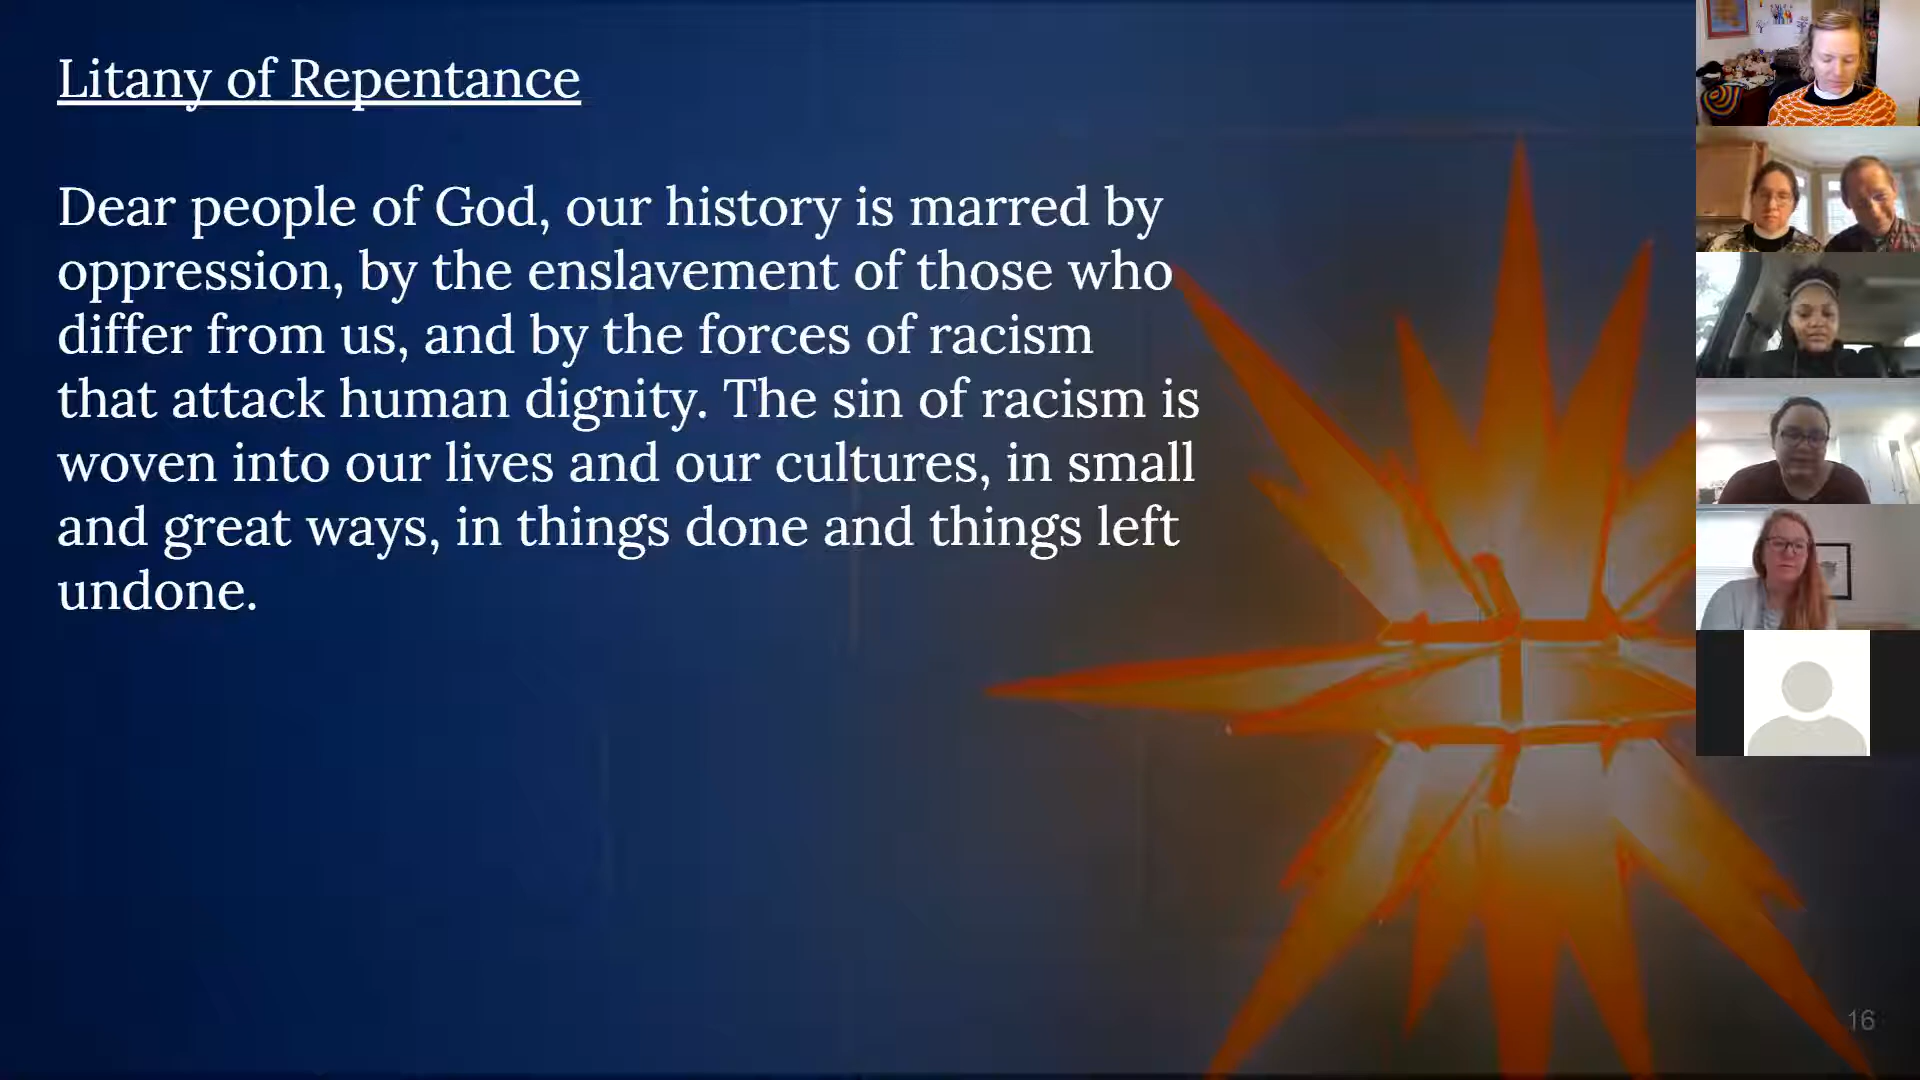 Litany of Repentance
Dear people of God, our history is marred by
oppression, by the enslavement of those who
differ from us, and by the forces of racism
that attack human dignity. The sin of racism is
woven into our lives and our cultures, in small
and great ways, in things done and things left
undone.
16